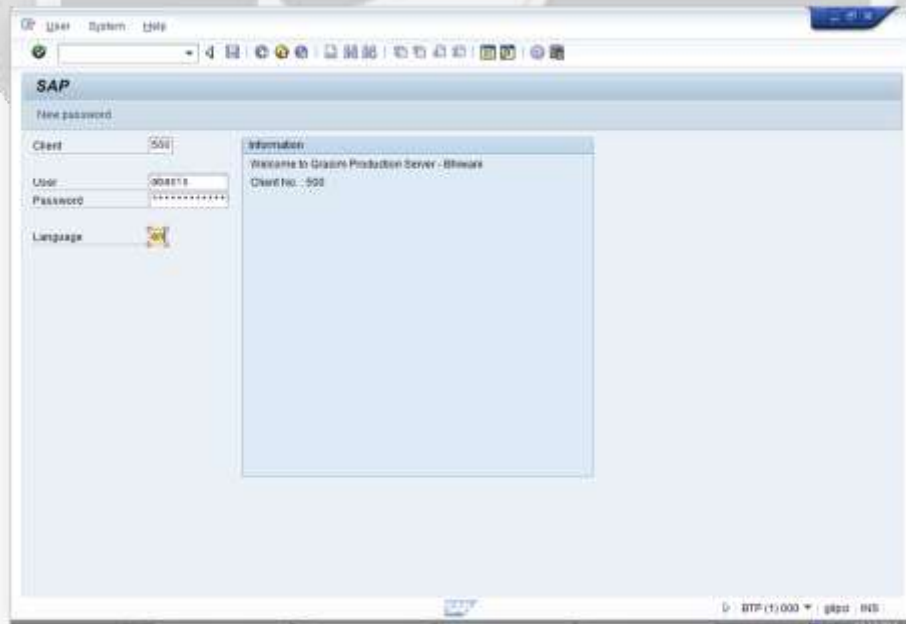 User System Help
SAP
New password
Client 500
Information
Welcome to Grasim Production Server - Bhiwani
Client No. : 500
User
Password ************
Language
SAP
BTP (1) 000 INS